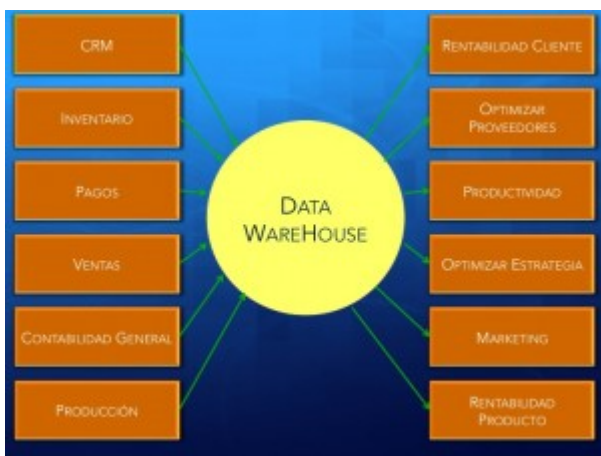 CRM
INVENTARIO
PAGOS
VENTAS
CONTABILIDAD GENERAL
PRODUCCIÓN
DATA
WAREHOUSE
RENTABILIDAD CLIENTE
OPTIMIZAR
PROVEEDORES
PRODUCTIVIDAD
OPTIMIZAR ESTRATEGIA
MARKETING
RENTABILIDAD
PRODUCTO